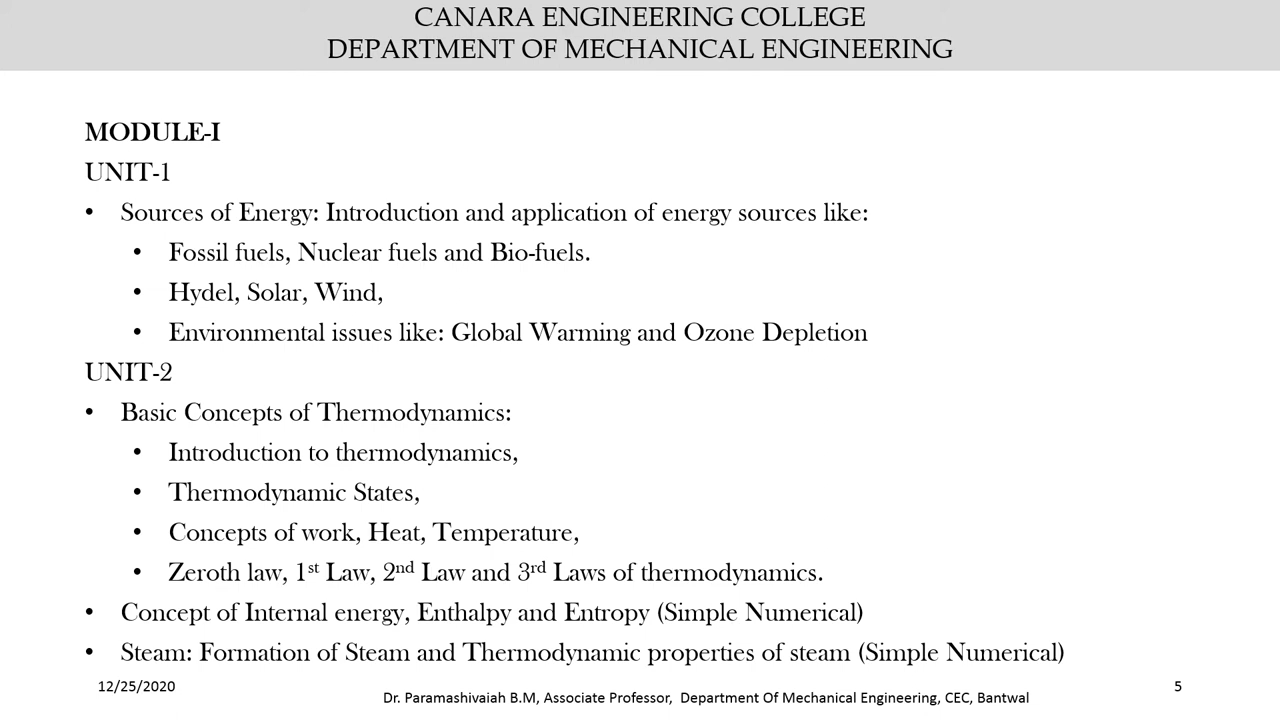 CANARA ENGINEERING COLLEGE
DEPARTMENT OF MECHANICAL ENGINEERING
MODULE-I
UNIT-1
• Sources of Energy: Introduction and application of energy sources like:
• Fossil fuels, Nuclear fuels and Bio-fuels.
• Hydel, Solar, Wind,
• Environmental issues like: Global Warming and Ozone Depletion
UNIT-2
• Basic Concepts of Thermodynamics:
• Introduction to thermodynamics,
• Thermodynamic States,
• Concepts of work, Heat, Temperature,
• Zeroth law, 1st Law, 2nd Law and 3rd Laws of thermodynamics.
• Concept of Internal energy, Enthalpy and Entropy (Simple Numerical)
• Steam: Formation of Steam and Thermodynamic properties of steam (Simple Numerical)
12/25/2020
Dr. Paramashivaiah B.M, Associate Professor, Department Of Mechanical Engineering, CEC, Bantwal
5